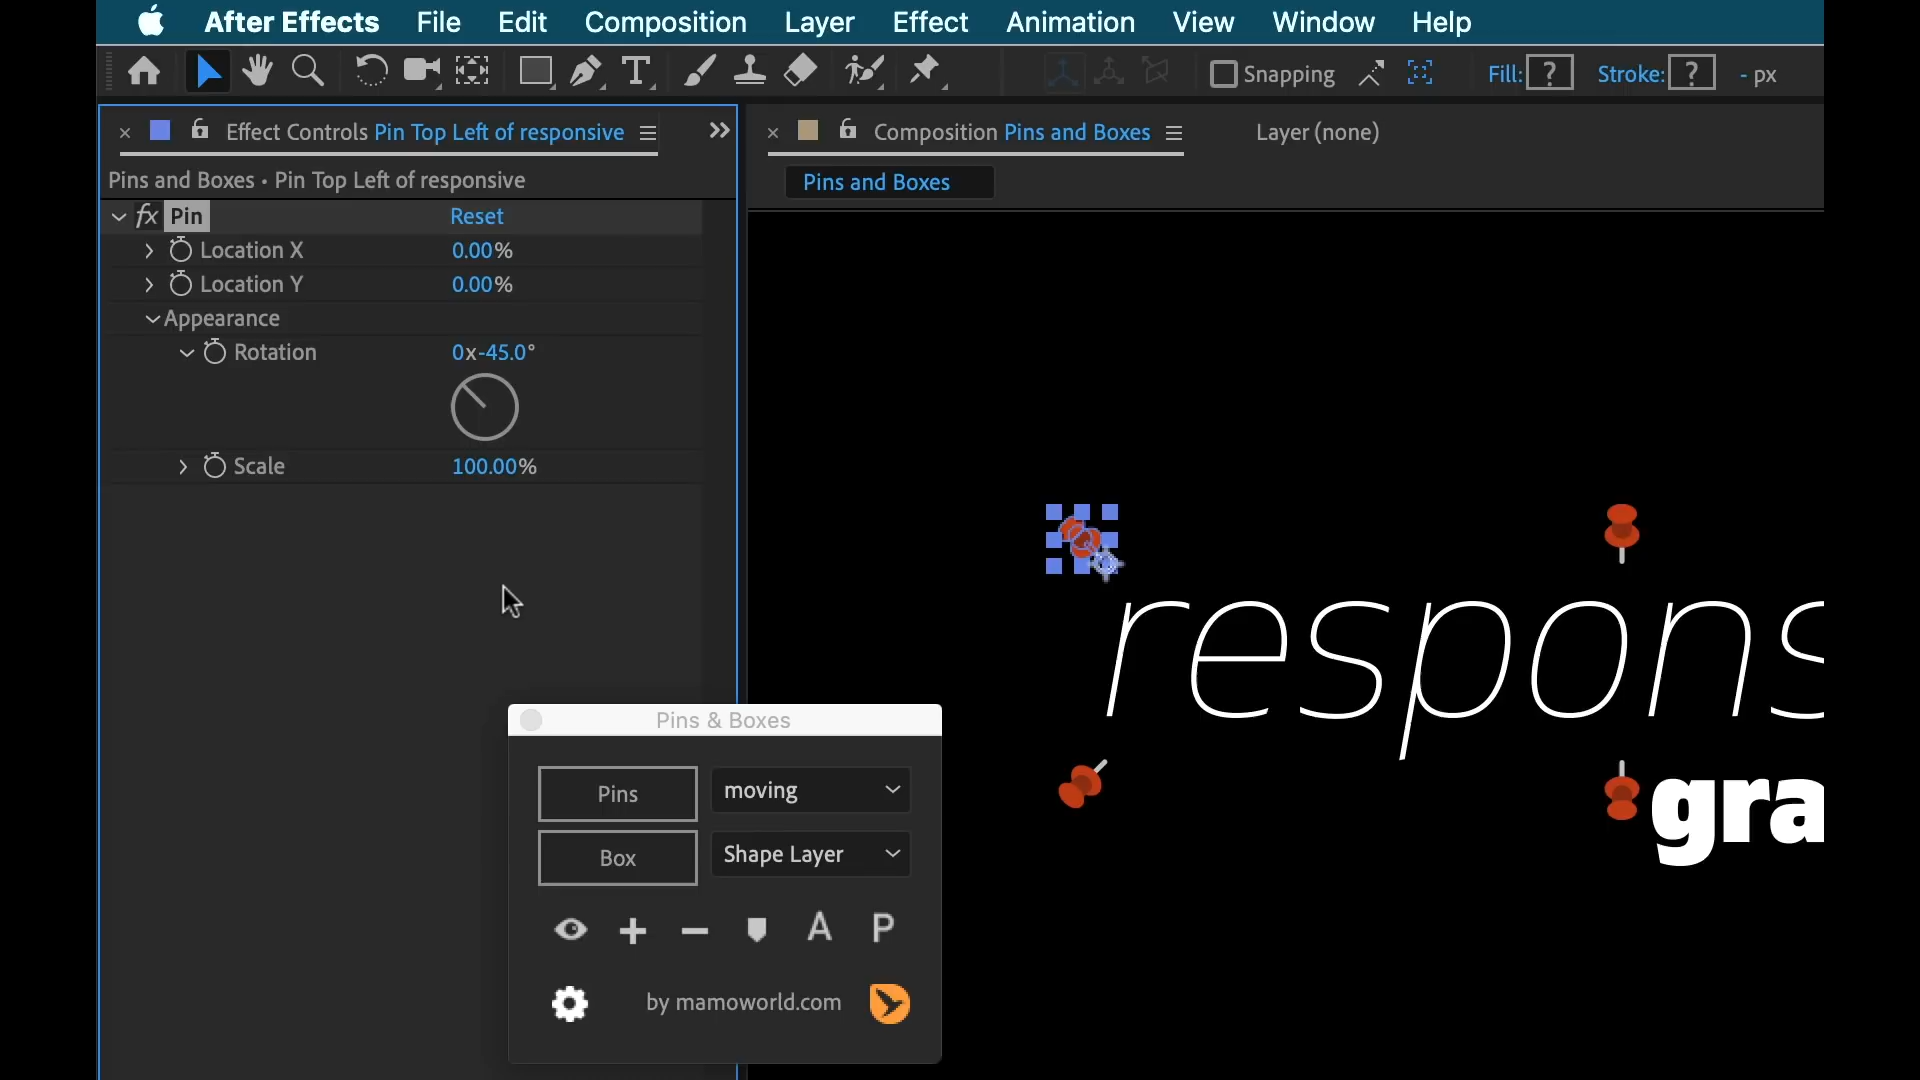 After Effects File Edit Composition Layer Effect Animation View Window Help
Snapping Fill: ? Stroke: ? - px
Effect Controls Pin Top Left of responsive
Composition Pins and Boxes
Layer (none)
Pins and Boxes • Pin Top Left of responsive
Pins and Boxes
fx Pin Reset
Location X 0.00%
Location Y 0.00%
Appearance
Rotation 0x-45.0°
Scale 100.00%
respons
gra
Pins & Boxes
Pins moving
Box Shape Layer
A P
by mamoworld.com